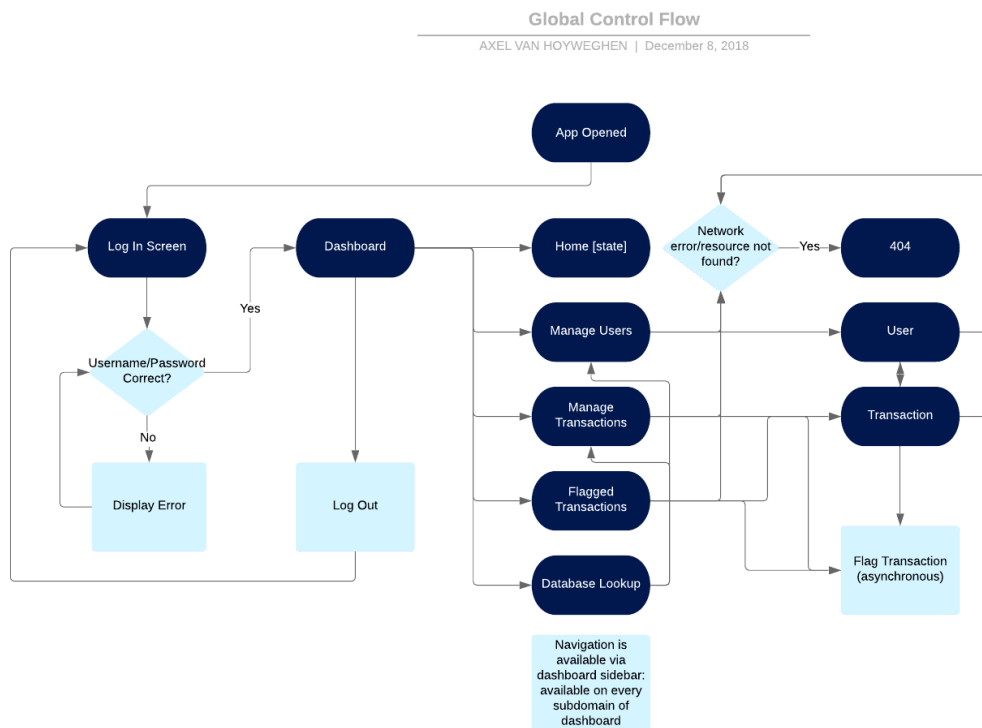 Global Control Flow
AXEL VAN HOYWEGHEN | December 8, 2018
App Opened
Log In Screen
Dashboard
Home [state]
Network
error/resource not
found?
Yes
404
Yes
Manage Users
User
Username/Password
Correct?
Manage
Transactions
Transaction
No
Display Error
Log Out
Flagged
Transactions
Flag Transaction
(asynchronous)
Database Lookup
Navigation is
available via
dashboard sidebar:
available on every
subdomain of
dashboard